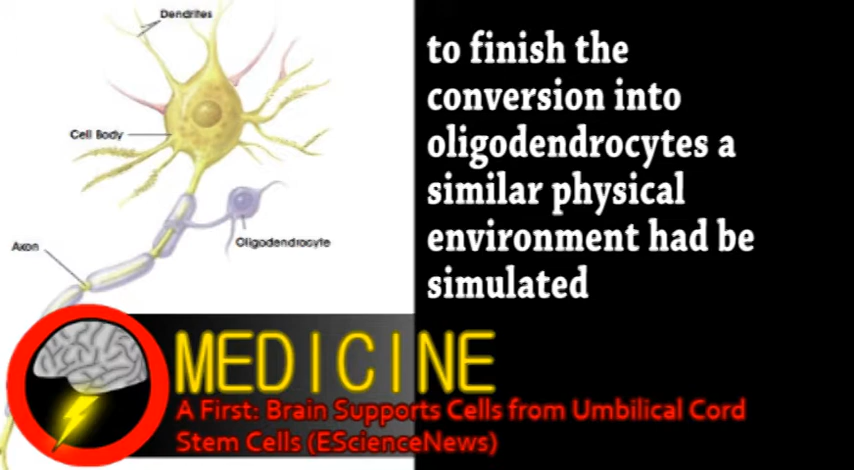 Dendrites
Cell Body
Oligodendrocyte
Axon
to finish the
conversion into
oligodendrocytes a
similar physical
environment had be
simulated
MEDICINE
A First: Brain Supports Cells from Umbilical Cord
Stem Cells (EScienceNews)